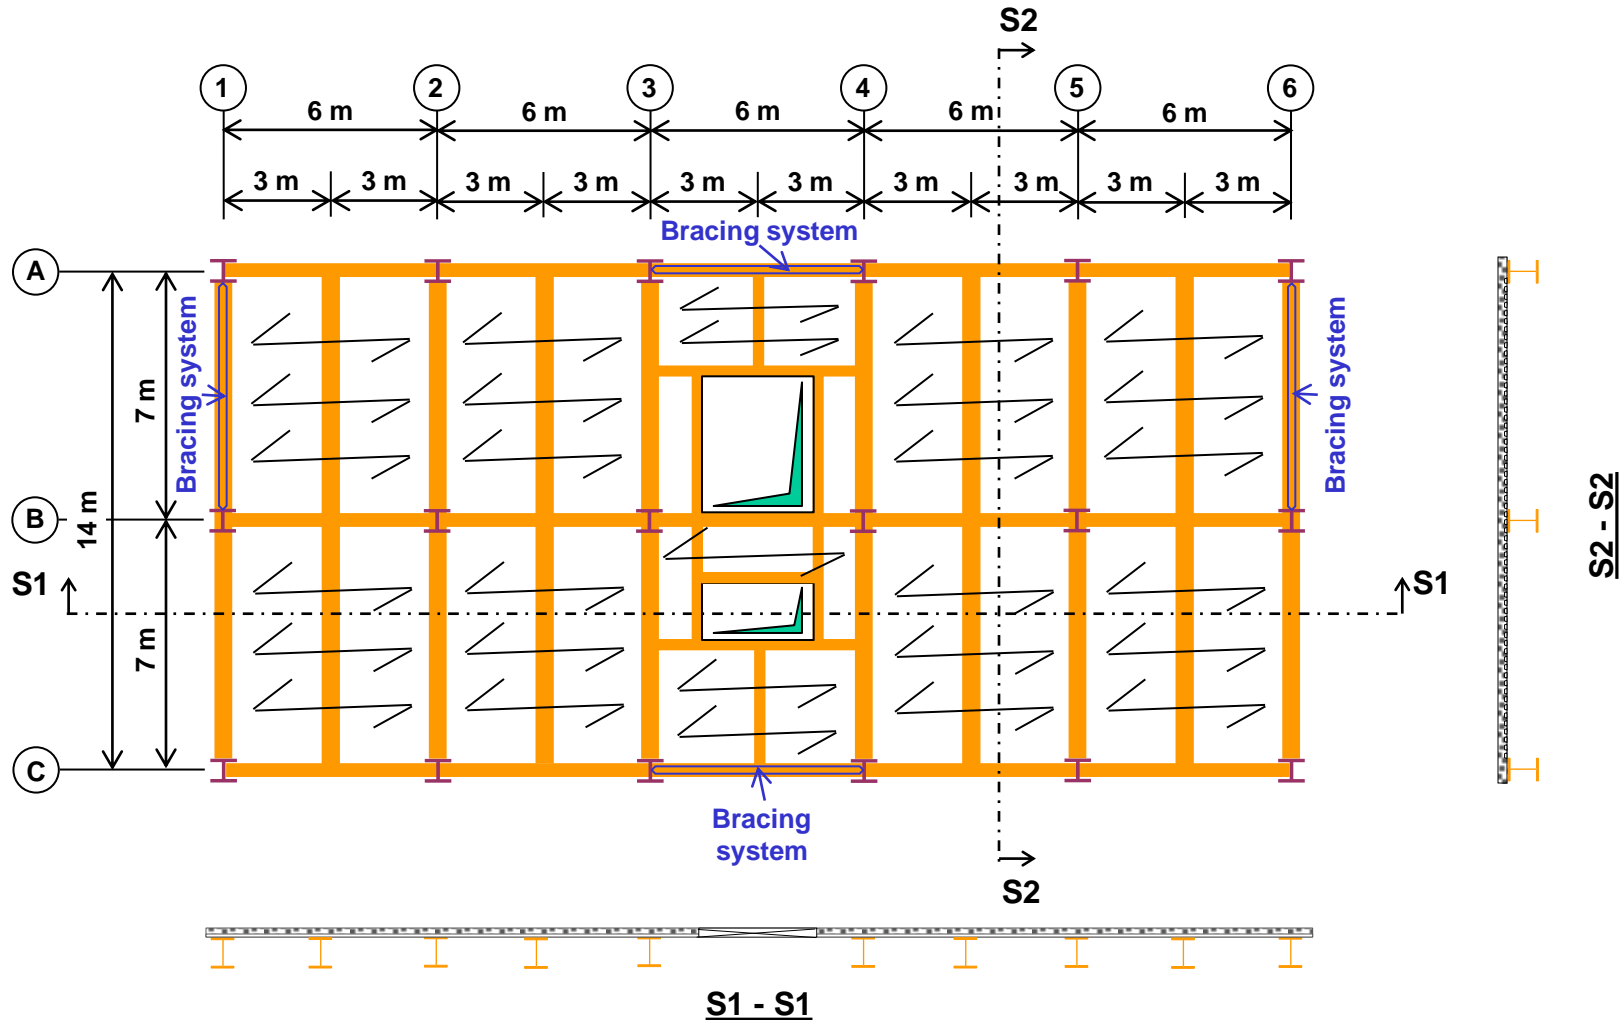 S2
1 2 3 4 5 6
6 m 6 m 6 m 6 m 6 m
3 m 3 m 3 m 3 m 3 m 3 m 3 m 3 m 3 m 3 m
Bracing system
A
Bracing system
7 m
Bracing system
B
14 m
S2 - S2
S1
S1
7 m
C
Bracing
system
S2
S1 - S1